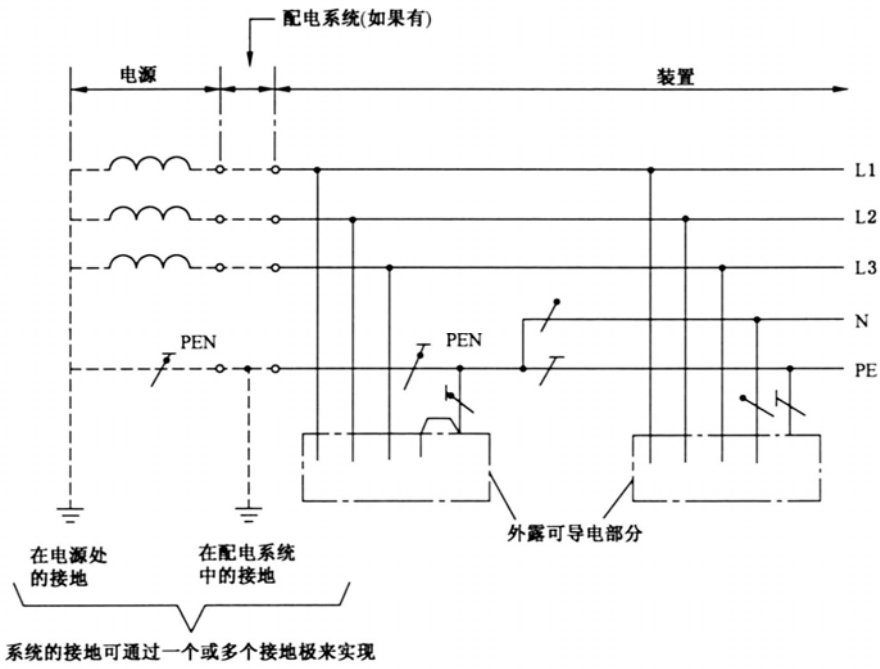 配电系统(如果有)
电源
装置
L1
L2
L3
N
PEN
PEN
PE
外露可导电部分
在电源处
的接地
在配电系统
中的接地
系统的接地可通过一个或多个接地极来实现